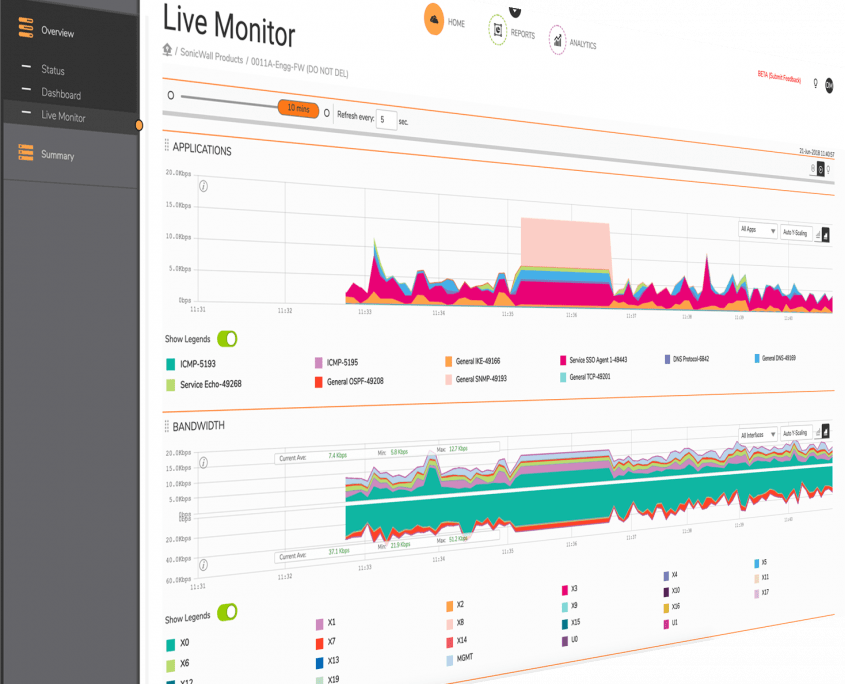 Overview
Status
Dashboard
Live Monitor
Summary
Live Monitor
HOME
REPORTS
ANALYTICS
/ SonicWall Products / 0011A-Engg-FW (DO NOT DEL)
BETA (Submit Feedback)
10 mins
Refresh every: 5 sec.
21-Jun-2018 11:40:57
APPLICATIONS
20.0Kbps
15.0Kbps
10.0Kbps
5.0Kbps
0bps
All Apps
Auto Y-Scaling
11:31 11:32 11:33 11:34 11:35 11:36 11:37 11:38 11:39 11:40
Show Legends
ICMP-5193 ICMP-5195 General IKE-49166 Service SSO Agent 1-49443 DNS Protocol-6842 General DNS-49169
Service Echo-49268 General OSPF-49208 General SNMP-49193 General TCP-49201
BANDWIDTH
All Interfaces
Auto Y-Scaling
20.0Kbps
15.0Kbps
10.0Kbps
5.0Kbps
0bps
0bps
20.0Kbps
40.0Kbps
60.0Kbps
Current Ave: 7.4 Kbps Min: 5.8 Kbps Max: 12.7 Kbps
Current Ave: 37.1 Kbps Min: 21.9 Kbps Max: 51.2 Kbps
11:31 11:32 11:33 11:34 11:35 11:36 11:37 11:38 11:39 11:40
Show Legends
X0 X1 X2 X3 X4 X5
X6 X7 X8 X9 X10 X11
X12 X13 X14 X15 X16 X17
X19 MGMT U0 U1